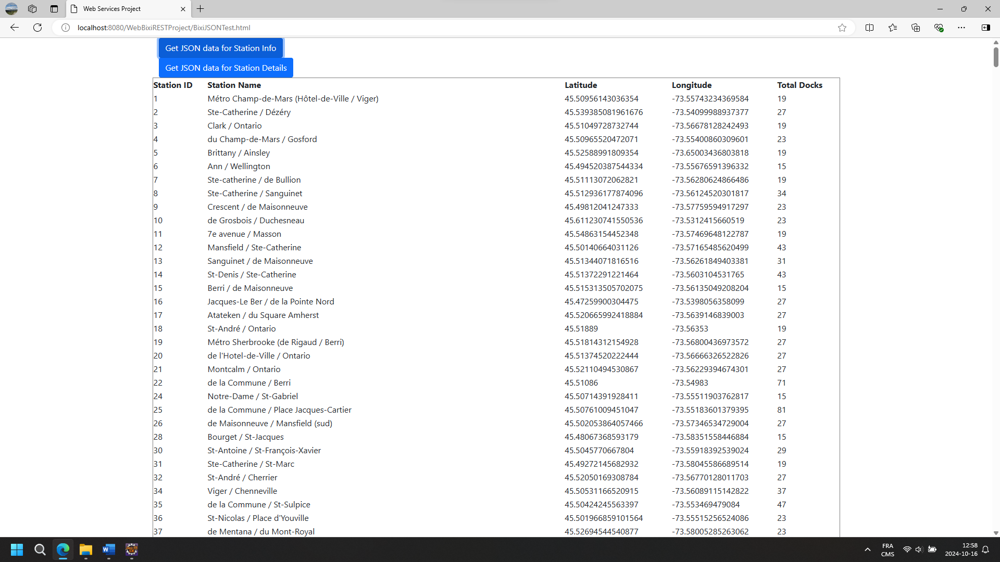 Web Services Project
localhost:8080/WebBixiRESTProject/BixiJSONTest.html
Get JSON data for Station Info
Get JSON data for Station Details
Station ID Station Name Latitude Longitude Total Docks
1 Métro Champ-de-Mars (Hôtel-de-Ville / Viger) 45.50956143036354 -73.55743234369584 19
2 Ste-Catherine / Dézéry 45.539385081961676 -73.54099988937377 27
3 Clark / Ontario 45.51049728732744 -73.56678128242493 19
4 du Champ-de-Mars / Gosford 45.50965520472071 -73.55400860309601 23
5 Brittany / Ainsley 45.52588991809354 -73.65003436803818 19
6 Ann / Wellington 45.494520387544334 -73.55676591396332 15
7 Ste-catherine / de Bullion 45.51113072062821 -73.56280624866486 19
8 Ste-Catherine / Sanguinet 45.512936177874096 -73.56124520301817 34
9 Crescent / de Maisonneuve 45.49812041247333 -73.57759594917297 23
10 de Grosbois / Duchesneau 45.611230741550536 -73.5312415660519 23
11 7e avenue / Masson 45.54863154452348 -73.57469648122787 19
12 Mansfield / Ste-Catherine 45.50140664031126 -73.57165485620499 43
13 Sanguinet / de Maisonneuve 45.51344071816516 -73.56261849403381 31
14 St-Denis / Ste-Catherine 45.51372291221464 -73.5603104531765 43
15 Berri / de Maisonneuve 45.515313505702075 -73.56135049208204 15
16 Jacques-Le Ber / de la Pointe Nord 45.47259900304475 -73.5398056358099 27
17 Atateken / du Square Amherst 45.520665992418884 -73.5639146839003 27
18 St-André / Ontario 45.51889 -73.56353 19
19 Métro Sherbrooke (de Rigaud / Berri) 45.51814312154928 -73.56800436973572 27
20 de l'Hotel-de-Ville / Ontario 45.51374520222444 -73.56666326522826 27
21 Montcalm / Ontario 45.52110494530867 -73.56229394674301 27
22 de la Commune / Berri 45.51086 -73.54983 71
24 Notre-Dame / St-Gabriel 45.50714391928411 -73.55511903762817 15
25 de la Commune / Place Jacques-Cartier 45.50761009451047 -73.55183601379395 81
26 de Maisonneuve / Mansfield (sud) 45.502053864057466 -73.57346534729004 27
28 Bourget / St-Jacques 45.48067368593179 -73.58351558446884 15
30 St-Antoine / St-François-Xavier 45.5045770667804 -73.55918392539024 29
31 Ste-Catherine / St-Marc 45.49272145682932 -73.58045586689514 19
32 St-André / Cherrier 45.52050169308784 -73.56770128011703 27
34 Viger / Chenneville 45.50531166520915 -73.56089115142822 37
35 de la Commune / St-Sulpice 45.50424245563397 -73.553469479084 47
36 St-Nicolas / Place d'Youville 45.501966859101564 -73.55515256524086 23
37 de Mentana / du Mont-Royal 45.52694544540877 -73.58005285263062 23
FRA
CMS
12:58
2024-10-16